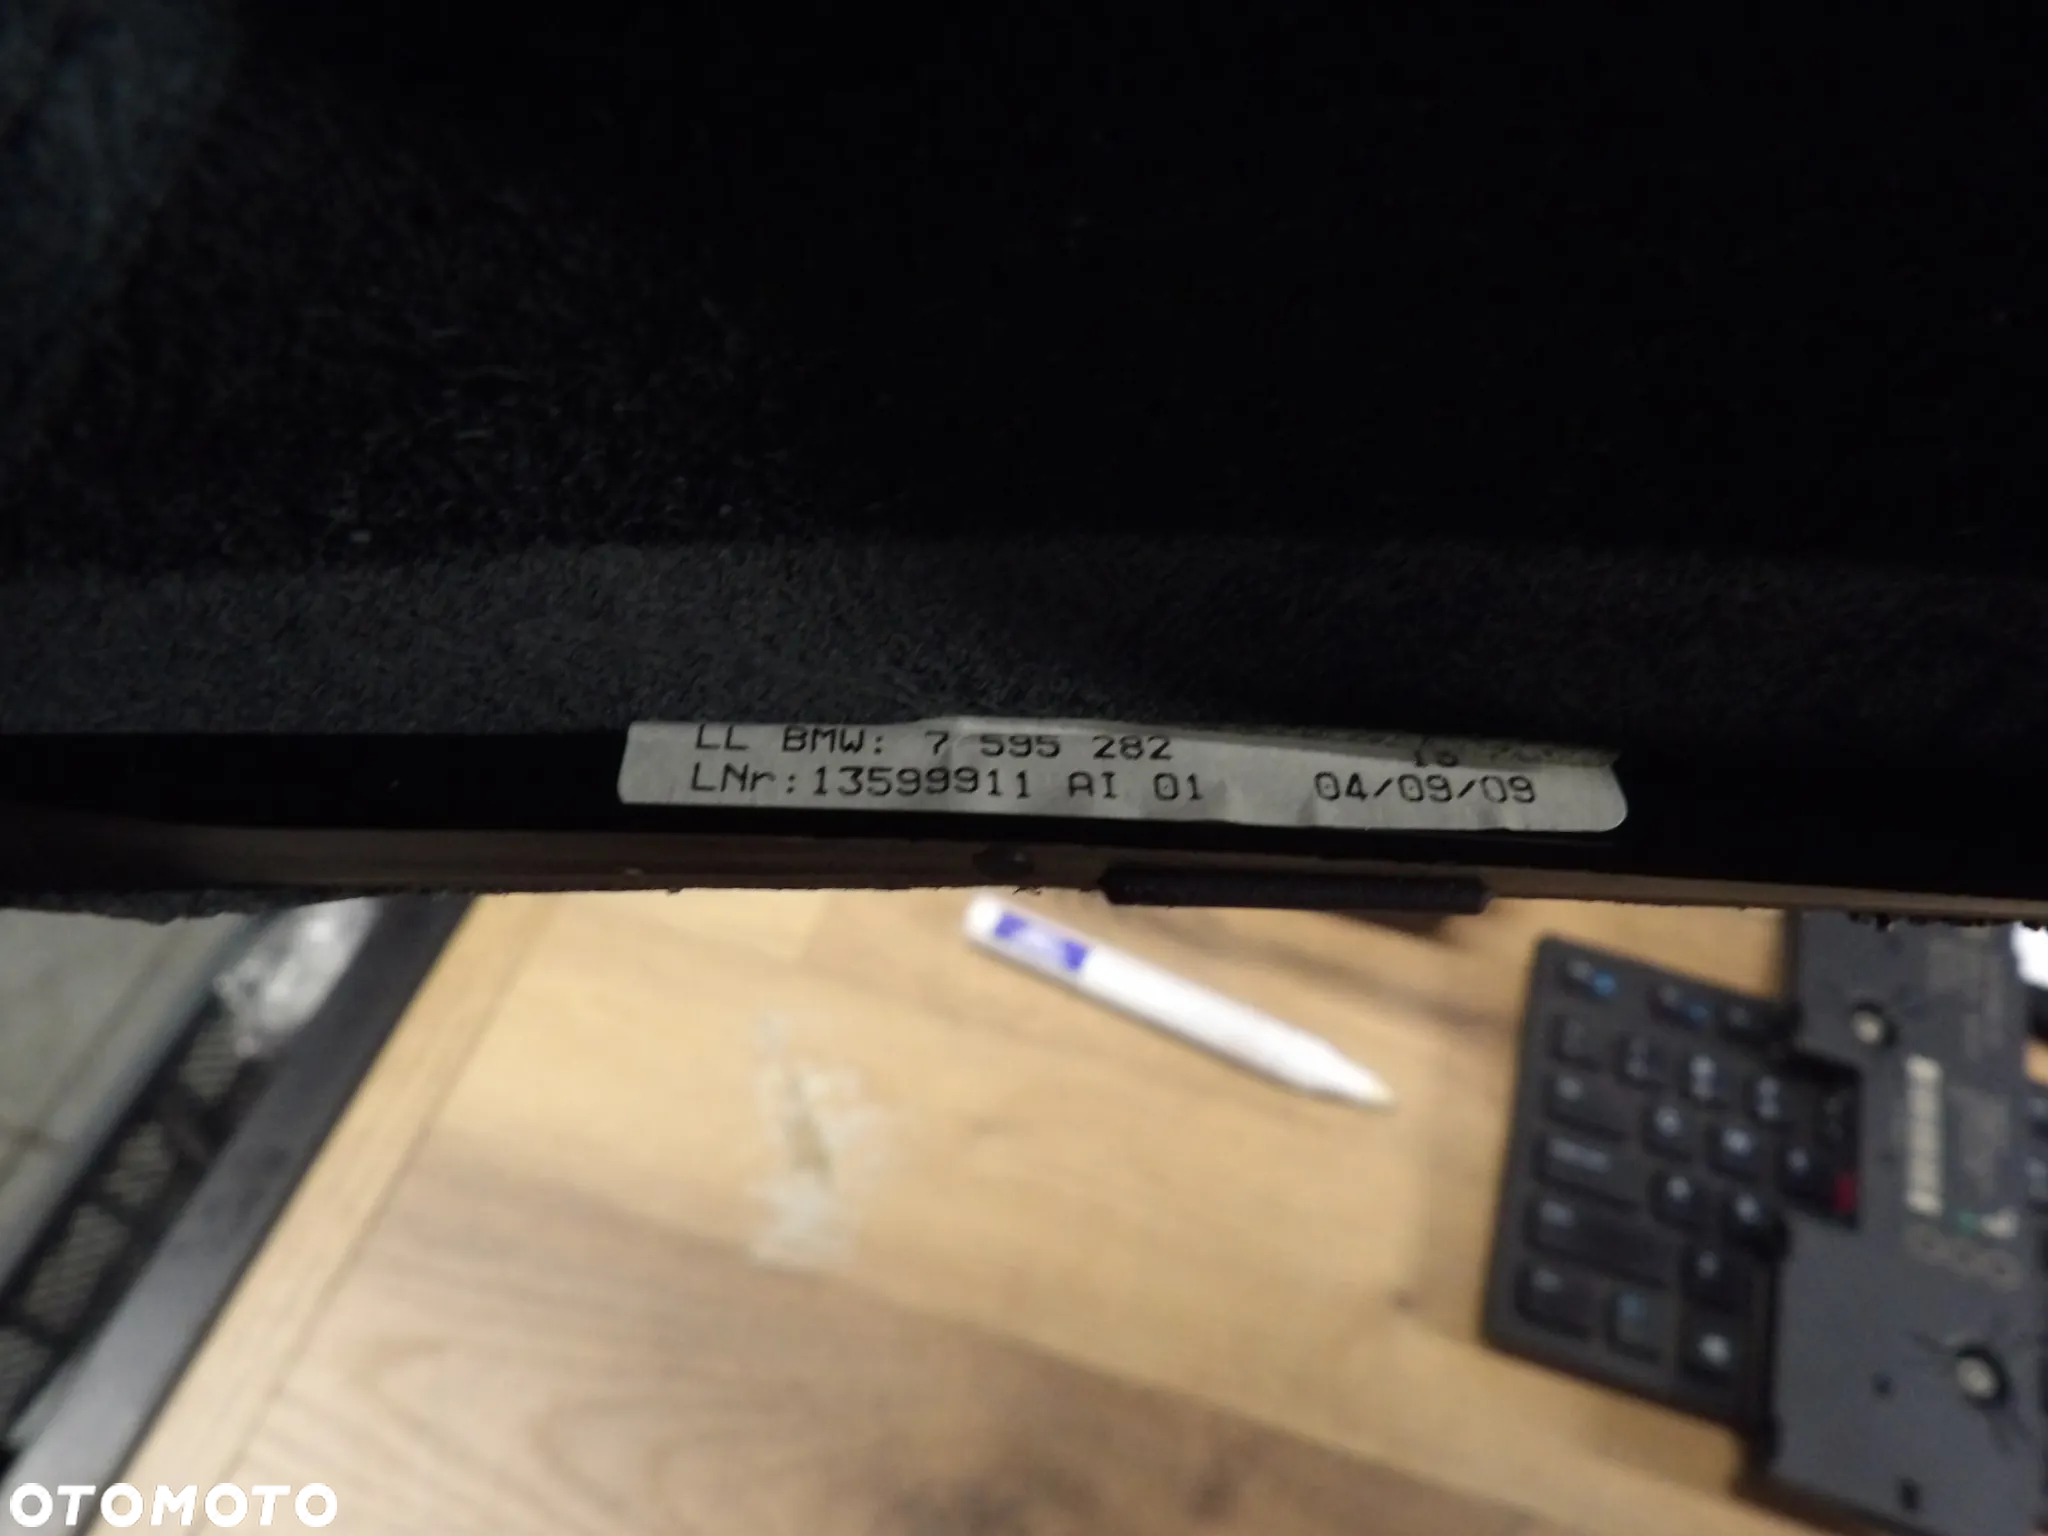 LL BMW: 7 595 282
LNr:13599911 AI 01 04/09/09
OTOMOTO